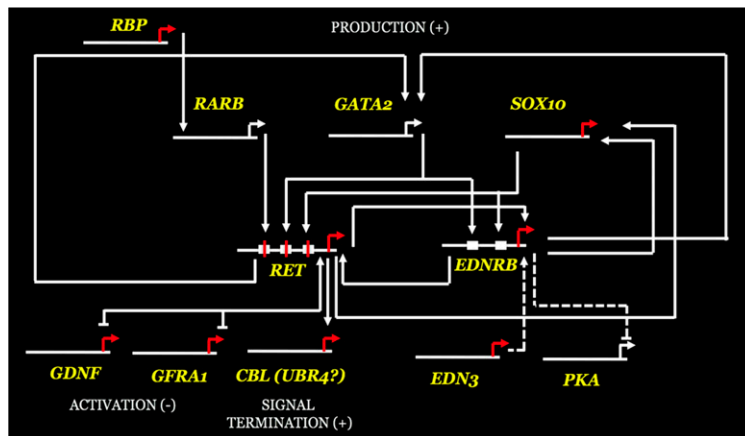 RBP
PRODUCTION (+)
RARB
GATA2
SOX10
RET
EDNRB
GDNF
GFRA1
CBL (UBR4?)
EDN3
PKA
ACTIVATION (-)
SIGNAL
TERMINATION (+)